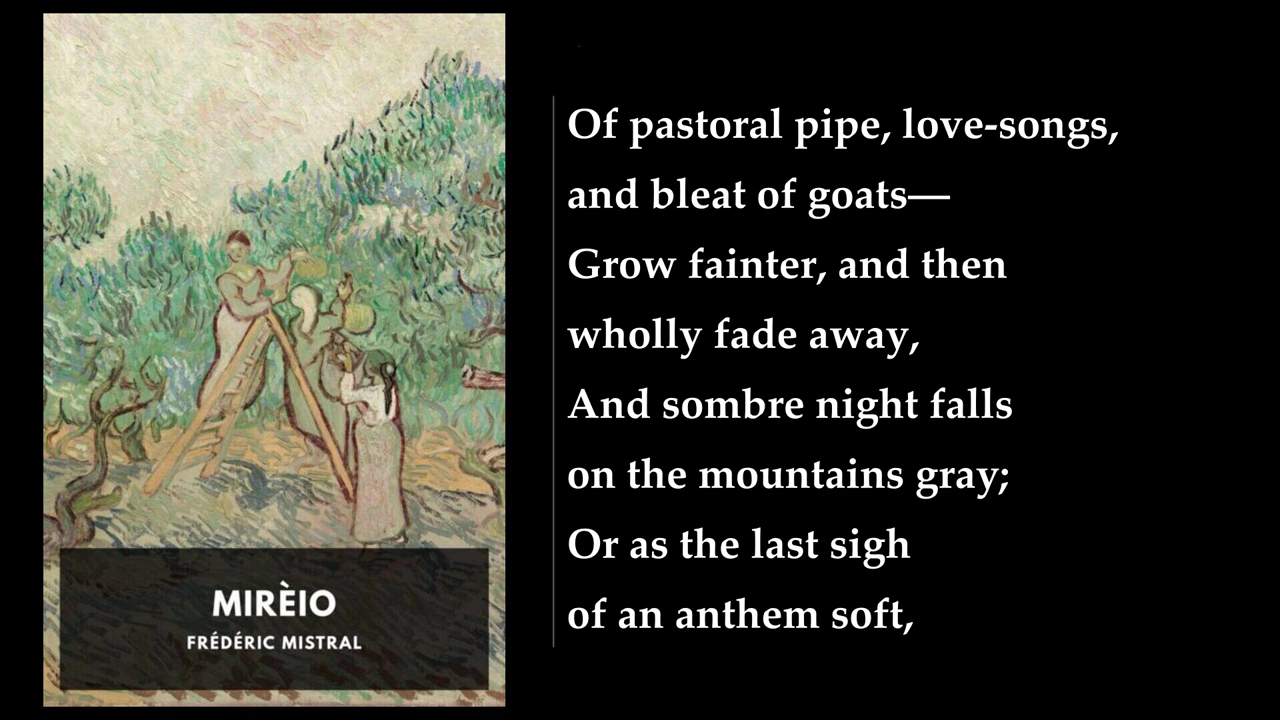 MIRÈIO
FRÉDÉRIC MISTRAL
Of pastoral pipe, love-songs,
and bleat of goats—
Grow fainter, and then
wholly fade away,
And sombre night falls
on the mountains gray;
Or as the last sigh
of an anthem soft,